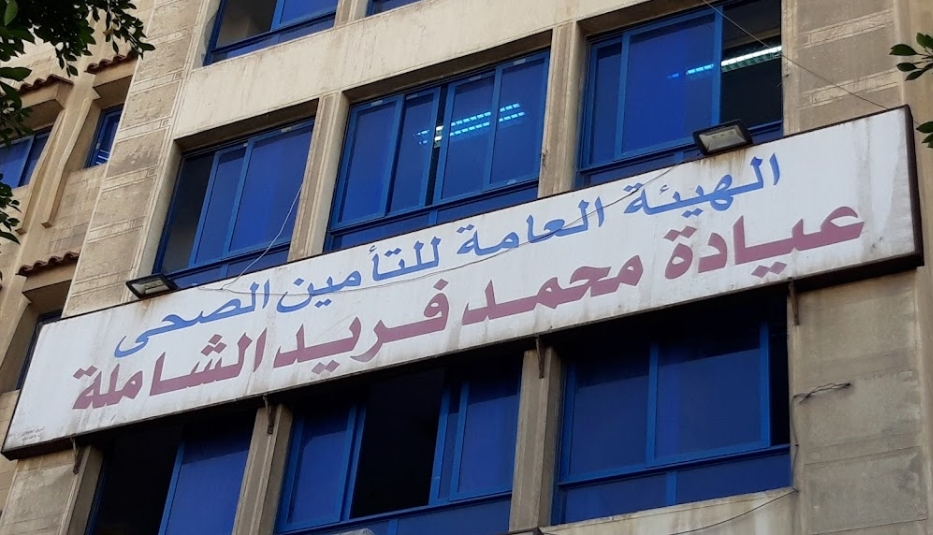 الهيئة العامة للتأمين الصحى
عيادة محمد فريد الشاملة